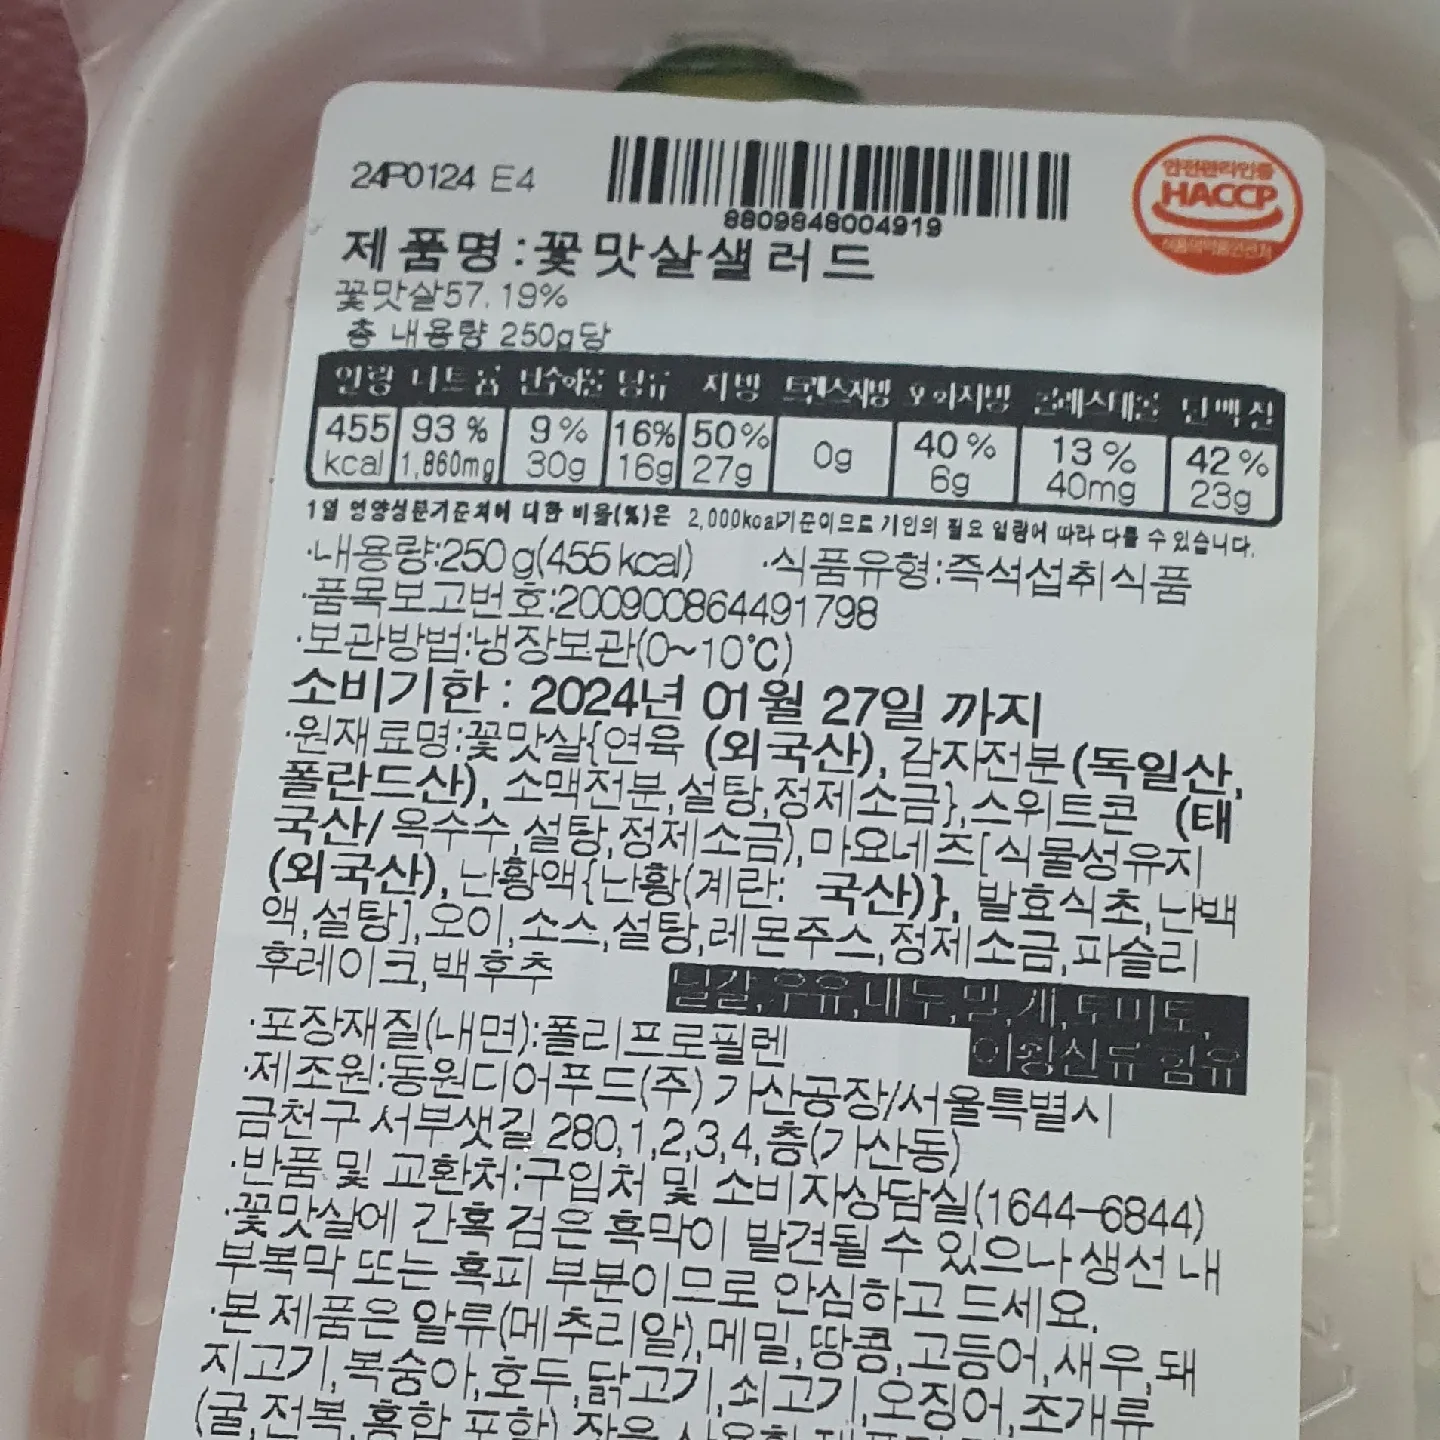 24P0124 E4
8809848004919
안전관리인증
HACCP
식품의약품안전처
제품명:꽃맛살샐러드
꽃맛살57.19%
총 내용량 250g당
열량 나트륨 탄수화물 당류 지방 트랜스지방 포화지방 콜레스테롤 단백질
455 93 % 9 % 16% 50% 0g 40 % 13 % 42 %
kcal 1,860mg 30g 16g 27g 6g 40mg 23g
1일 영양성분기준치에 대한 비율(%)은 2,000kcal기준이므로 개인의 필요 열량에 따라 다를 수 있습니다.
·내용량:250g(455kcal) ·식품유형:즉석섭취식품
·품목보고번호:200900864491798
·보관방법:냉장보관(0~10℃)
소비기한 : 2024년 01월 27일 까지
·원재료명:꽃맛살{연육 (외국산), 감자전분(독일산,
폴란드산), 소맥전분,설탕,정제소금},스위트콘 (태
국산/옥수수,설탕,정제소금),마요네즈[식물성유지
(외국산), 난황액{난황(계란: 국산)}, 발효식초,난백
액,설탕],오이,소스,설탕,레몬주스,정제소금,파슬리
후레이크,백후추
달걀,우유,대두,밀,게,토마토,
아황산류 함유
·포장재질(내면):폴리프로필렌
·제조원:동원디어푸드(주) 가산공장/서울특별시
금천구 서부샛길 280,1,2,3,4,층(가산동)
·반품 및 교환처:구입처 및 소비자상담실(1644-6844)
·꽃맛살에 간혹 검은 흑막이 발견될 수 있으나 생선 내
부복막 또는 흑피 부분이므로 안심하고 드세요.
·본 제품은 알류(메추리알),메밀,땅콩,고등어,새우,돼
지고기,복숭아,호두,닭고기,쇠고기,오징어,조개류
(굴,전복,홍합 포함)